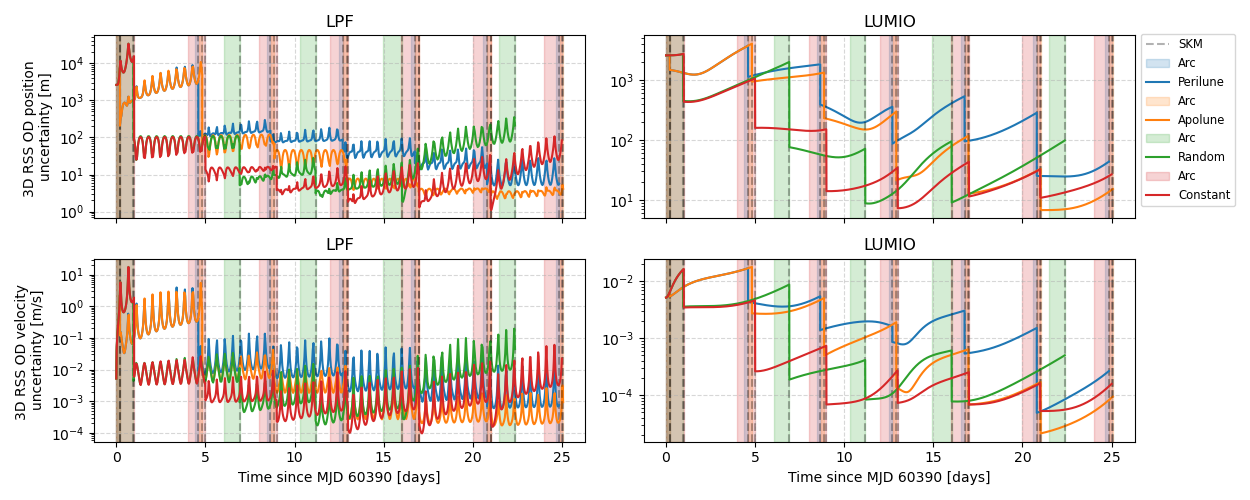 LPF
LUMIO
3D RSS OD position
uncertainty [m]
10^4
10^3
10^2
10^1
10^0
10^3
10^2
10^1
SKM
Arc
Perilune
Arc
Apolune
Arc
Random
Arc
Constant
LPF
LUMIO
3D RSS OD velocity
uncertainty [m/s]
10^1
10^0
10^−1
10^−2
10^−3
10^−4
10^−2
10^−3
10^−4
0 5 10 15 20 25
0 5 10 15 20 25
Time since MJD 60390 [days]
Time since MJD 60390 [days]